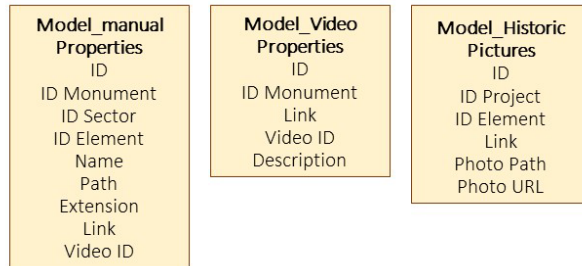 Model_manual
Properties
ID
ID Monument
ID Sector
ID Element
Name
Path
Extension
Link
Video ID
Model_Video
Properties
ID
ID Monument
Link
Video ID
Description
Model_Historic
Pictures
ID
ID Project
ID Element
Link
Photo Path
Photo URL